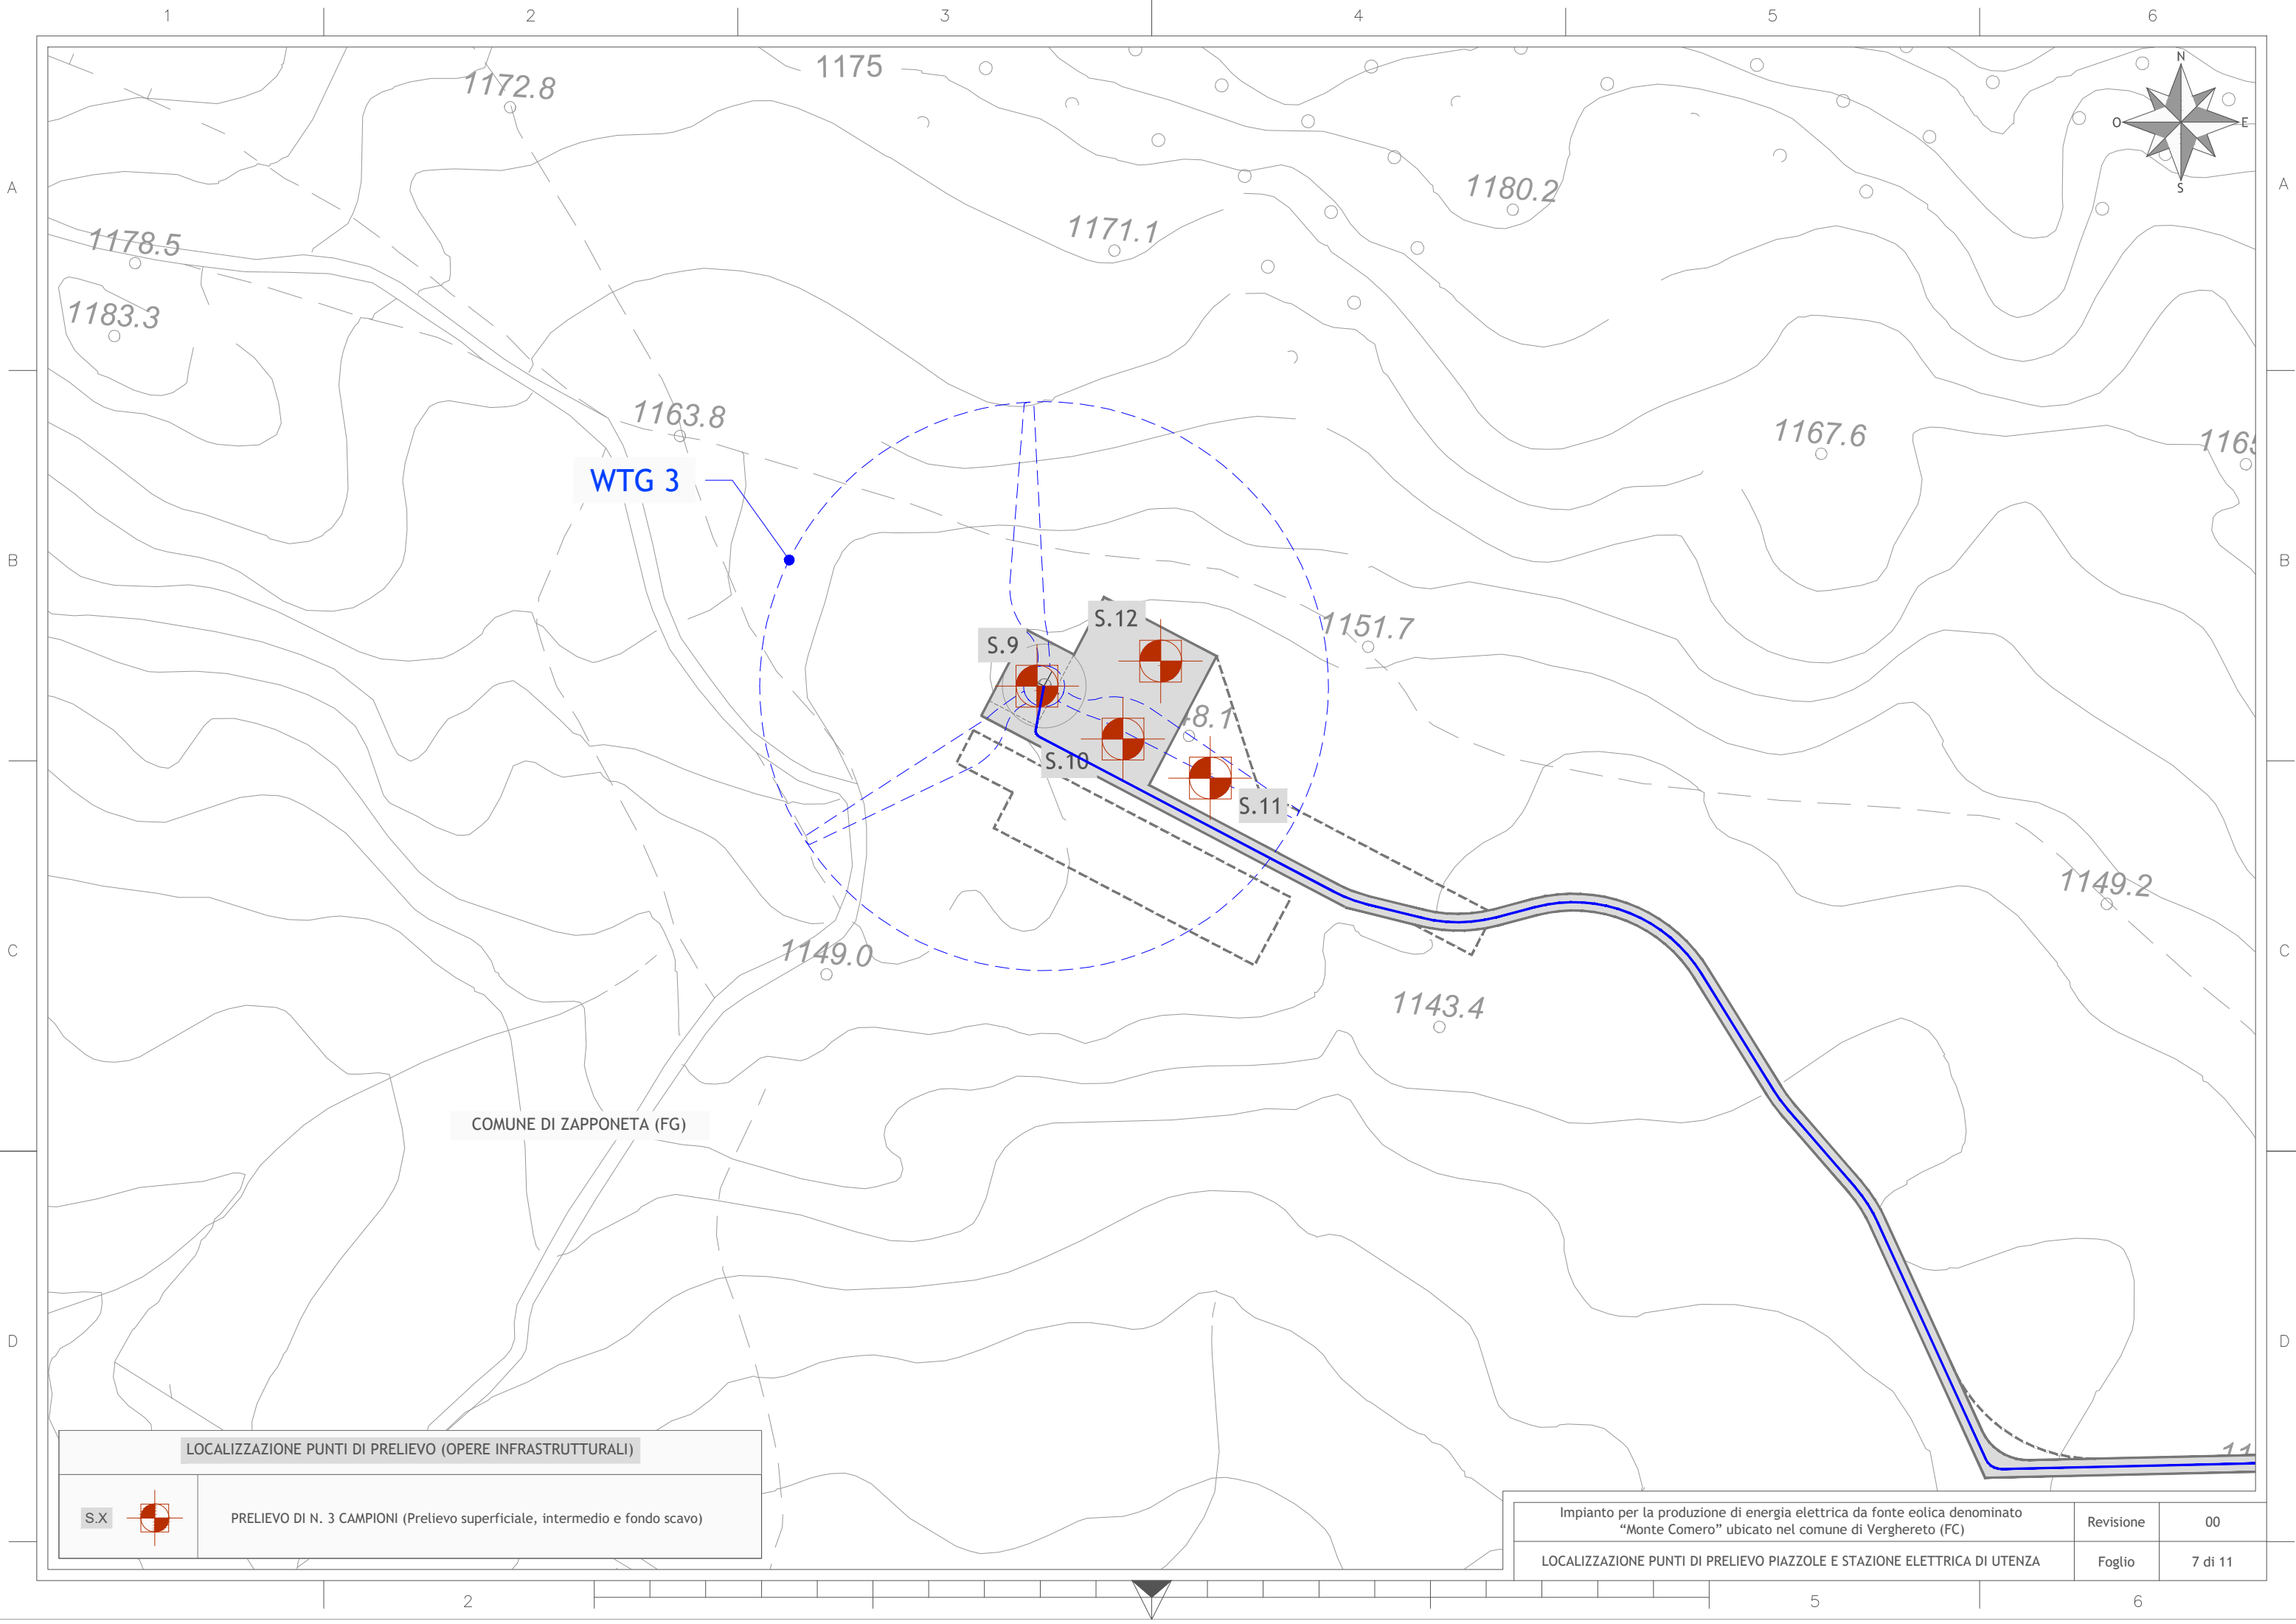 1 2 3 4 5 6
1175
1172.8
N
O E
S
A A
1180.2
1171.1
1178.5
1183.3
1163.8
1167.6
WTG 3
B B
S.12
1151.7
S.9
8.1
S.10
S.11
1149.2
C C
1149.0
1143.4
COMUNE DI ZAPPONETA (FG)
D D
LOCALIZZAZIONE PUNTI DI PRELIEVO (OPERE INFRASTRUTTURALI)
S.X PRELIEVO DI N. 3 CAMPIONI (Prelievo superficiale, intermedio e fondo scavo)
Impianto per la produzione di energia elettrica da fonte eolica denominato
“Monte Comero” ubicato nel comune di Verghereto (FC)
Revisione 00
LOCALIZZAZIONE PUNTI DI PRELIEVO PIAZZOLE E STAZIONE ELETTRICA DI UTENZA
Foglio 7 di 11
2 5 6